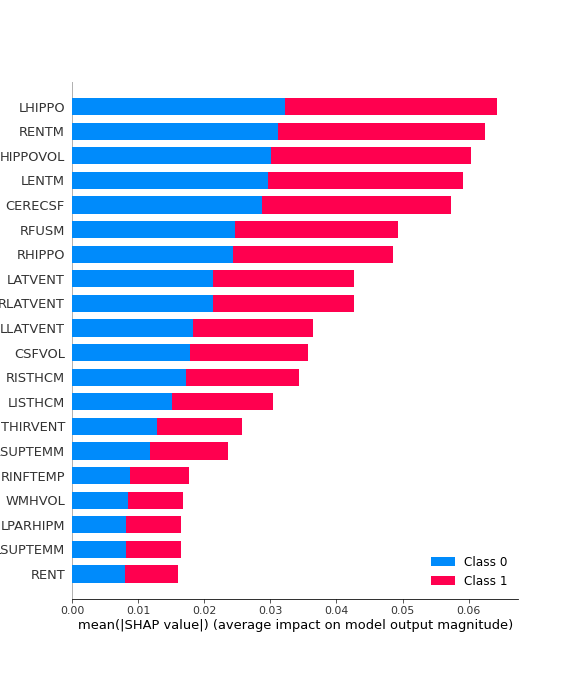 LHIPPO
RENTM
HIPPOVOL
LENTM
CERECSF
RFUSM
RHIPPO
LATVENT
RLATVENT
LLATVENT
CSFVOL
RISTHCM
LISTHCM
THIRVENT
SUPTEMM
RINFTEMP
WMHVOL
LPARHIPM
SUPTEMM
RENT
Class 0
Class 1
0.00 0.01 0.02 0.03 0.04 0.05 0.06
mean(|SHAP value|) (average impact on model output magnitude)